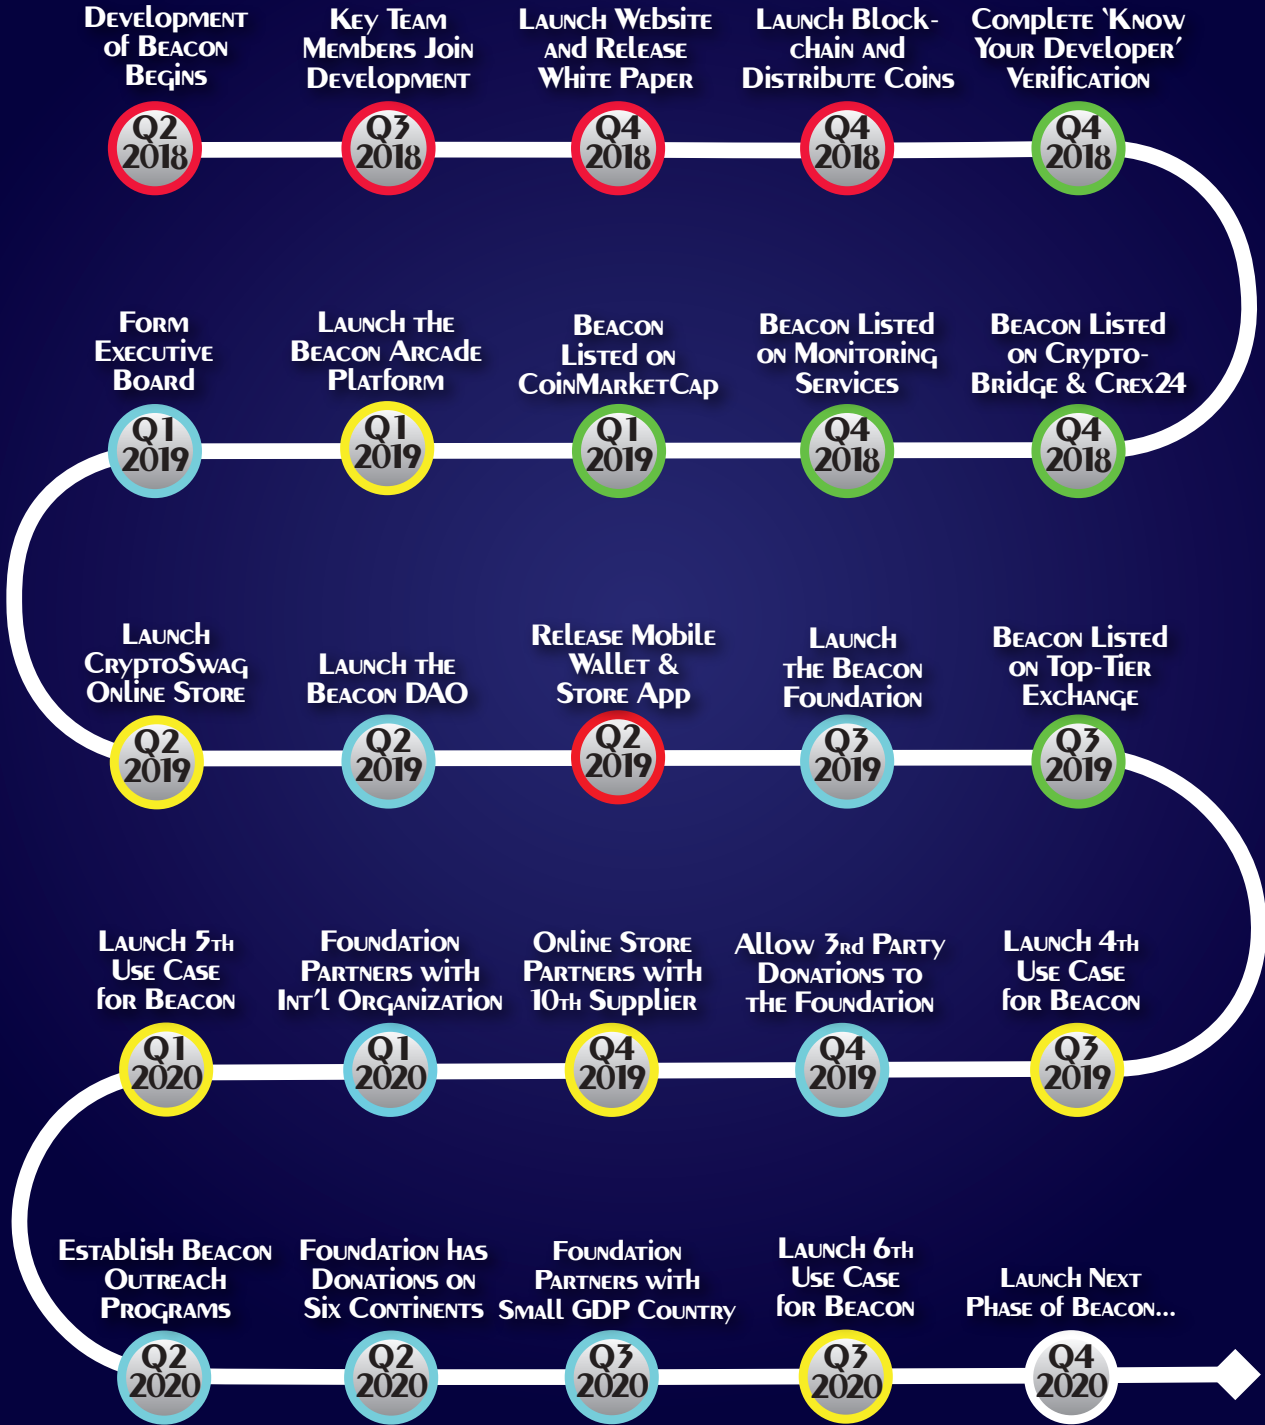 Development
of Beacon
Begins
Q2
2018
Key Team
Members Join
Development
Q3
2018
Launch Website
and Release
White Paper
Q4
2018
Launch Block-
chain and
Distribute Coins
Q4
2018
Complete ‘Know
Your Developer’
Verification
Q4
2018
Beacon Listed
on Crypto-
Bridge & Crex24
Q4
2018
Beacon Listed
on Monitoring
Services
Q4
2018
Beacon
Listed on
CoinMarketCap
Q1
2019
Launch the
Beacon Arcade
Platform
Q1
2019
Form
Executive
Board
Q1
2019
Launch
CryptoSwag
Online Store
Q2
2019
Launch the
Beacon DAO
Q2
2019
Release Mobile
Wallet &
Store App
Q2
2019
Launch
the Beacon
Foundation
Q3
2019
Beacon Listed
on Top-Tier
Exchange
Q3
2019
Launch 4th
Use Case
for Beacon
Q3
2019
Allow 3rd Party
Donations to
the Foundation
Q4
2019
Online Store
Partners with
10th Supplier
Q4
2019
Foundation
Partners with
Int’l Organization
Q1
2020
Launch 5th
Use Case
for Beacon
Q1
2020
Establish Beacon
Outreach
Programs
Q2
2020
Foundation has
Donations on
Six Continents
Q2
2020
Foundation
Partners with
Small GDP Country
Q3
2020
Launch 6th
Use Case
for Beacon
Q3
2020
Launch Next
Phase of Beacon...
Q4
2020